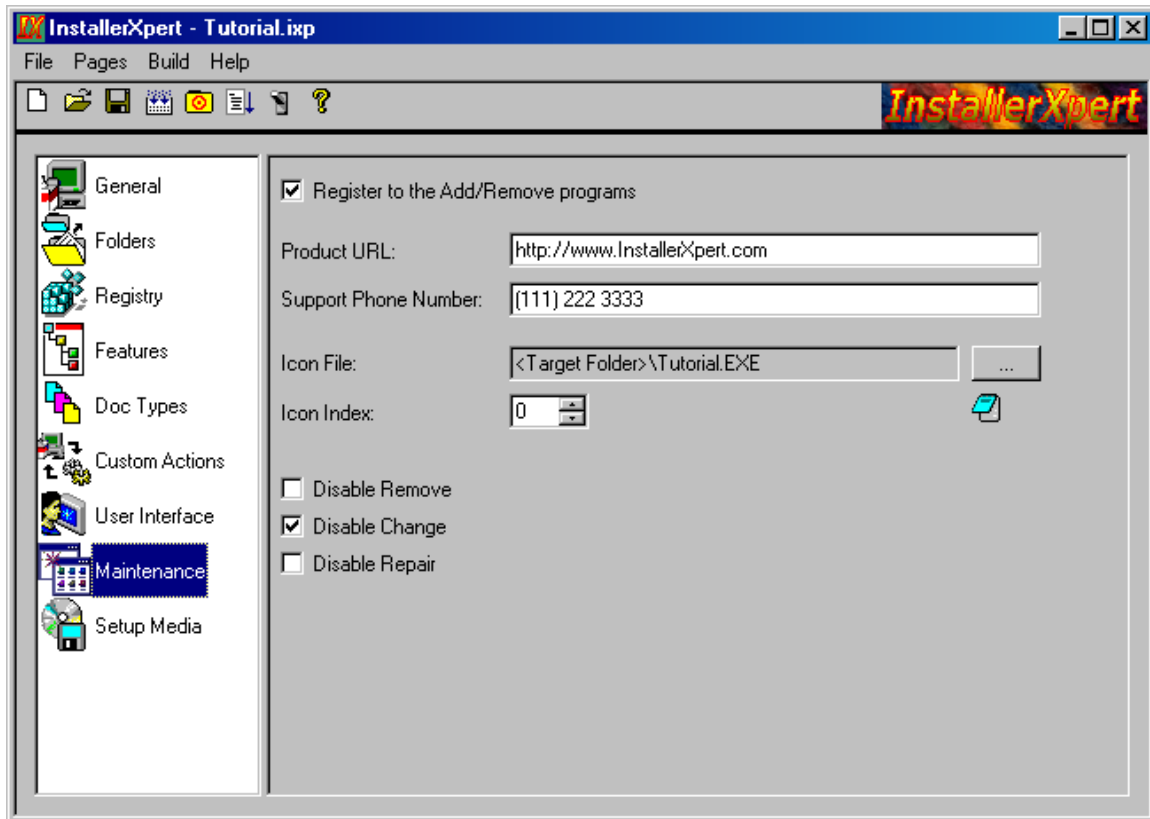 InstallerXpert - Tutorial.ixp
File Pages Build Help
InstallerXpert
General
Folders
Registry
Features
Doc Types
Custom Actions
User Interface
Maintenance
Setup Media
Register to the Add/Remove programs
Product URL: http://www.InstallerXpert.com
Support Phone Number: (111) 222 3333
Icon File: <Target Folder>\Tutorial.EXE ...
Icon Index: 0
Disable Remove
Disable Change
Disable Repair